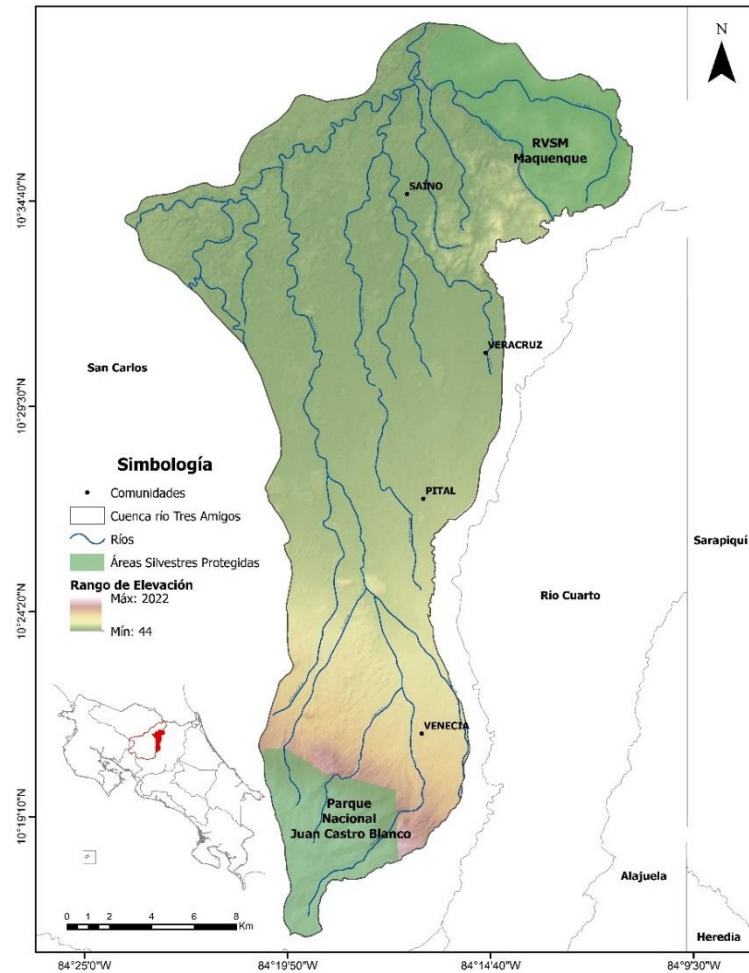 N
RVSM
Maquenque
SAÍNO
10°34'40"N
VERACRUZ
San Carlos
10°29'30"N
Simbología
Comunidades
Cuenca río Tres Amigos
Ríos
Áreas Silvestres Protegidas
Rango de Elevación
Máx: 2022
Mín: 44
PITAL
Sarapiquí
Río Cuarto
10°24'20"N
VENECIA
10°19'10"N
Parque
Nacional
Juan Castro Blanco
Alajuela
Heredia
0 1 2 4 6 8
Km
84°25'0"W
84°19'50"W
84°14'40"W
84°9'30"W